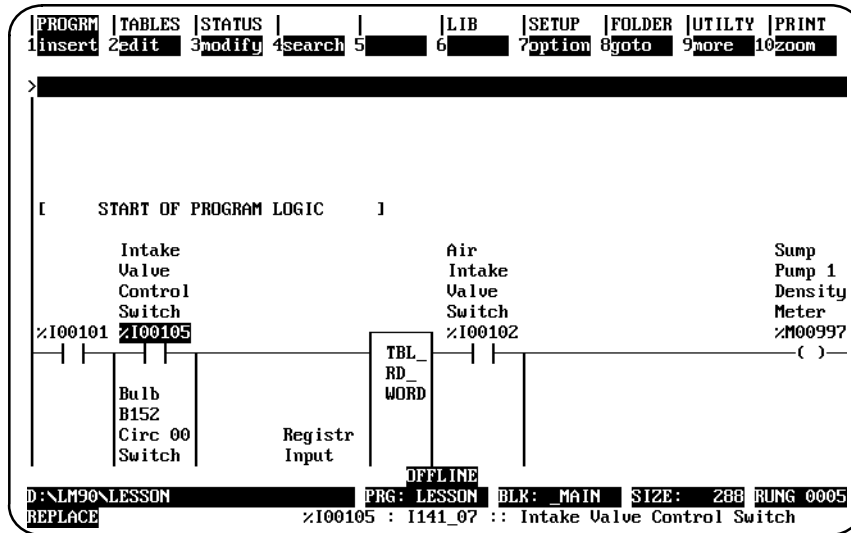 PROGRM TABLES STATUS LIB SETUP FOLDER UTILTY PRINT
1insert 2edit 3modify 4search 5 6 7option 8goto 9more 10zoom
>
[ START OF PROGRAM LOGIC ]
Intake Air Sump
Valve Intake Pump 1
Control Valve Density
Switch Switch Meter
%I00101 %I00105 %I00102 %M00997
TBL_
RD_
Bulb WORD
B152
Circ 00 Registr
Switch Input
OFFLINE
D:\LM90\LESSON PRG: LESSON BLK: _MAIN SIZE: 288 RUNG 0005
REPLACE %I00105 : I141_07 :: Intake Valve Control Switch